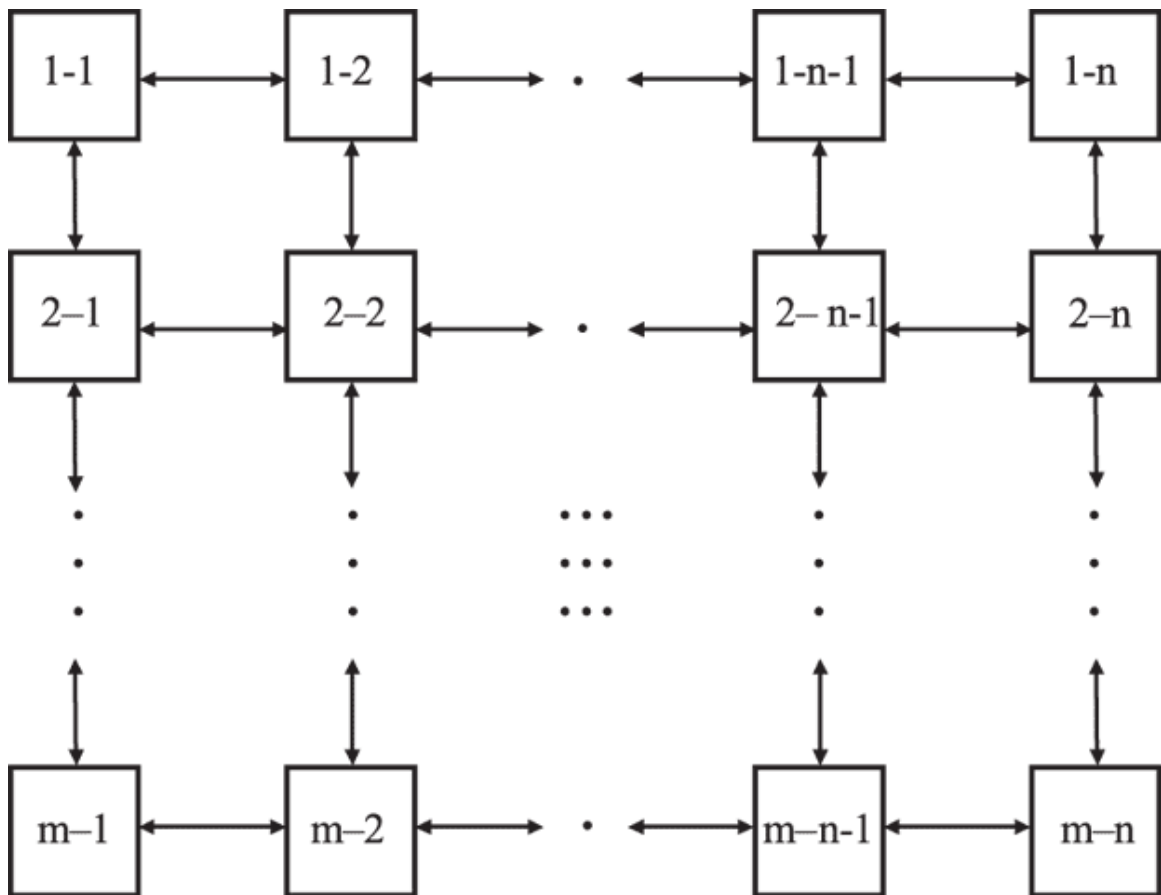 1-1 1-2 . 1-n-1 1-n
2–1 2–2 . 2– n-1 2–n
m–1 m–2 . m–n-1 m–n